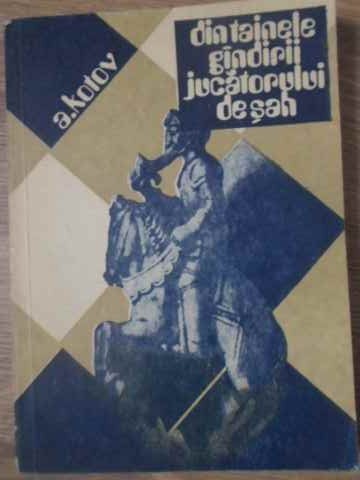 a.kotov
din tainele
gîndirii
jucătorului
de şah